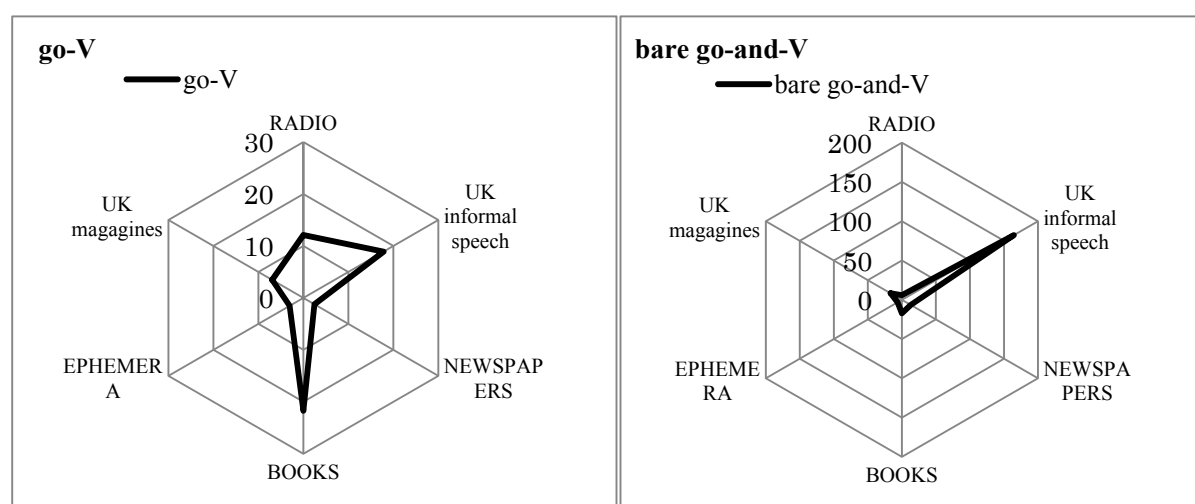 go-V
go-V
RADIO
30
20
10
0
UK
informal
speech
NEWSPAP
ERS
BOOKS
EPHEMER
A
UK
magagines
bare go-and-V
bare go-and-V
RADIO
200
150
100
50
0
UK
informal
speech
NEWSPA
PERS
BOOKS
EPHEME
RA
UK
magagines